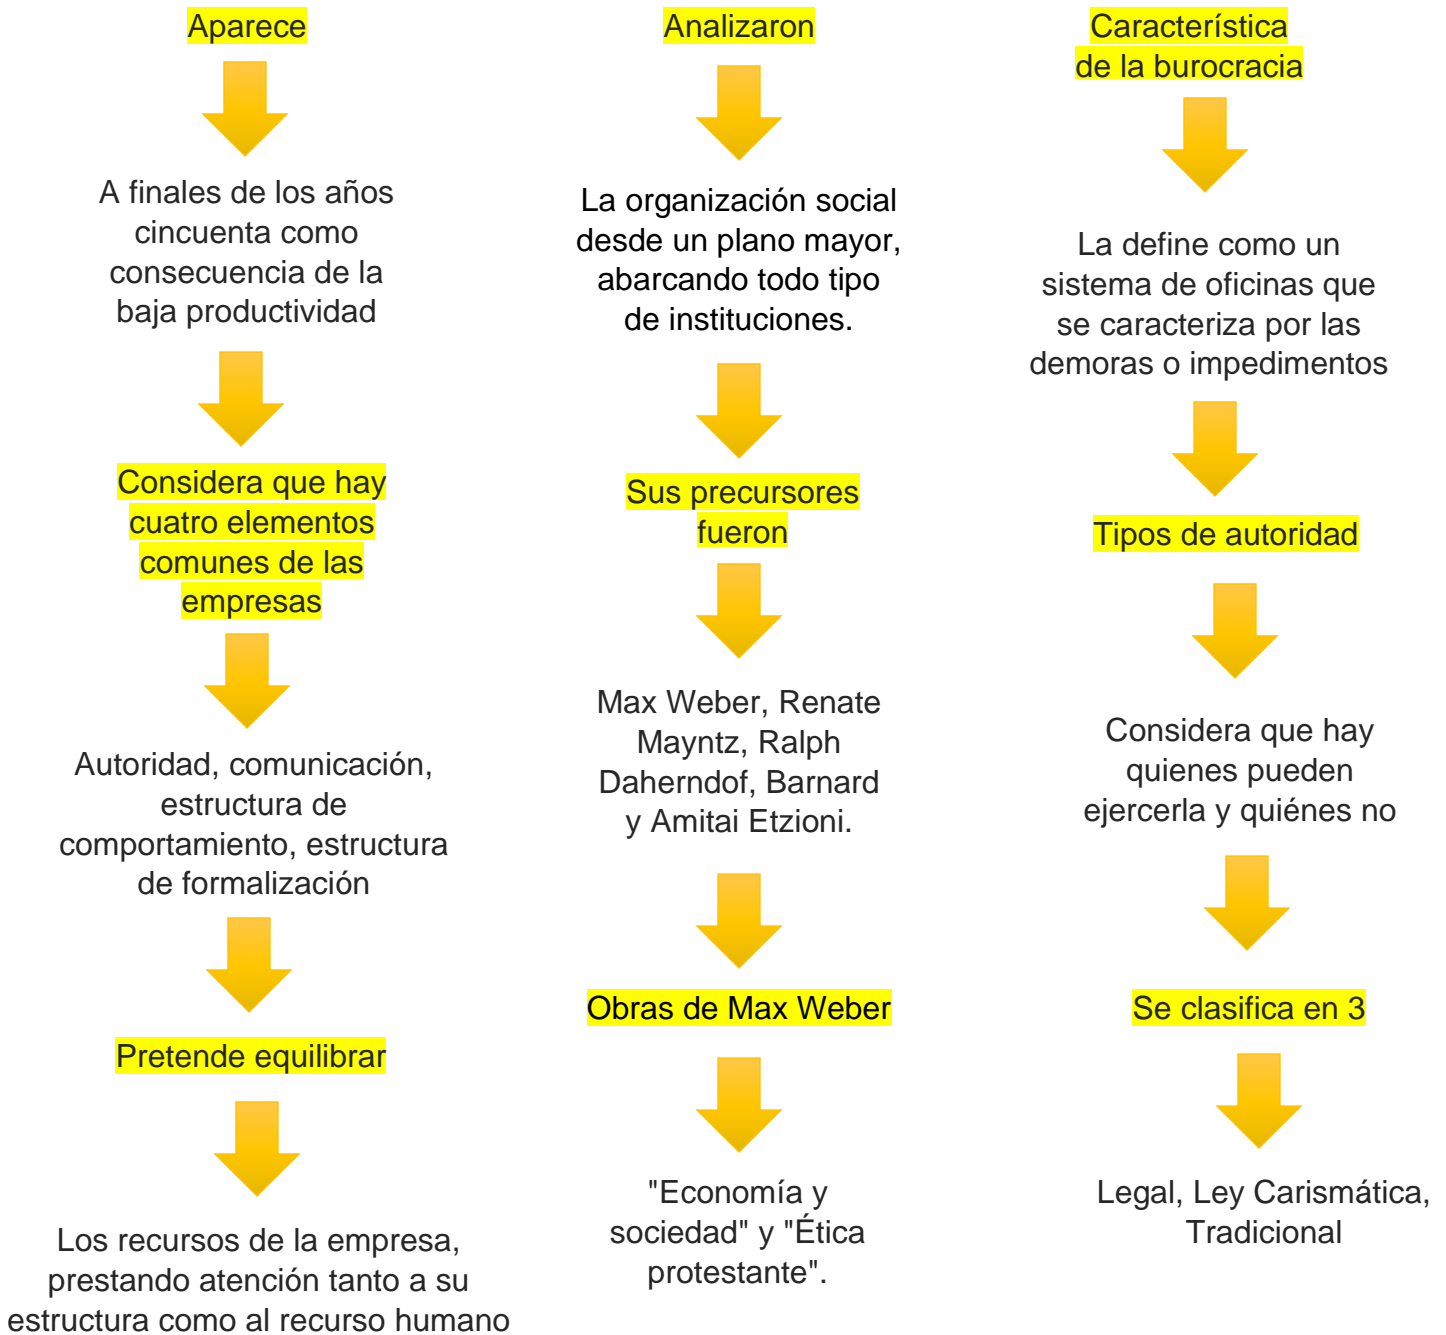 Aparece
A finales de los años
cincuenta como
consecuencia de la
baja productividad
Considera que hay
cuatro elementos
comunes de las
empresas
Autoridad, comunicación,
estructura de
comportamiento, estructura
de formalización
Pretende equilibrar
Los recursos de la empresa,
prestando atención tanto a su
estructura como al recurso humano
Analizaron
La organización social
desde un plano mayor,
abarcando todo tipo
de instituciones.
Sus precursores
fueron
Max Weber, Renate
Mayntz, Ralph
Daherndof, Barnard
y Amitai Etzioni.
Obras de Max Weber
"Economía y
sociedad" y "Ética
protestante".
Característica
de la burocracia
La define como un
sistema de oficinas que
se caracteriza por las
demoras o impedimentos
Tipos de autoridad
Considera que hay
quienes pueden
ejercerla y quiénes no
Se clasifica en 3
Legal, Ley Carismática,
Tradicional